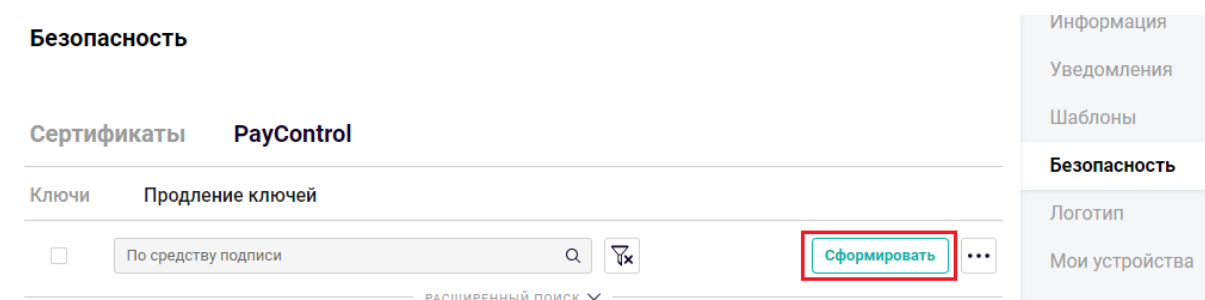 Безопасность
Сертификаты PayControl
Ключи Продление ключей
По средству подписи Сформировать
РАСШИРЕННЫЙ ПОИСК
Информация
Уведомления
Шаблоны
Безопасность
Логотип
Мои устройства